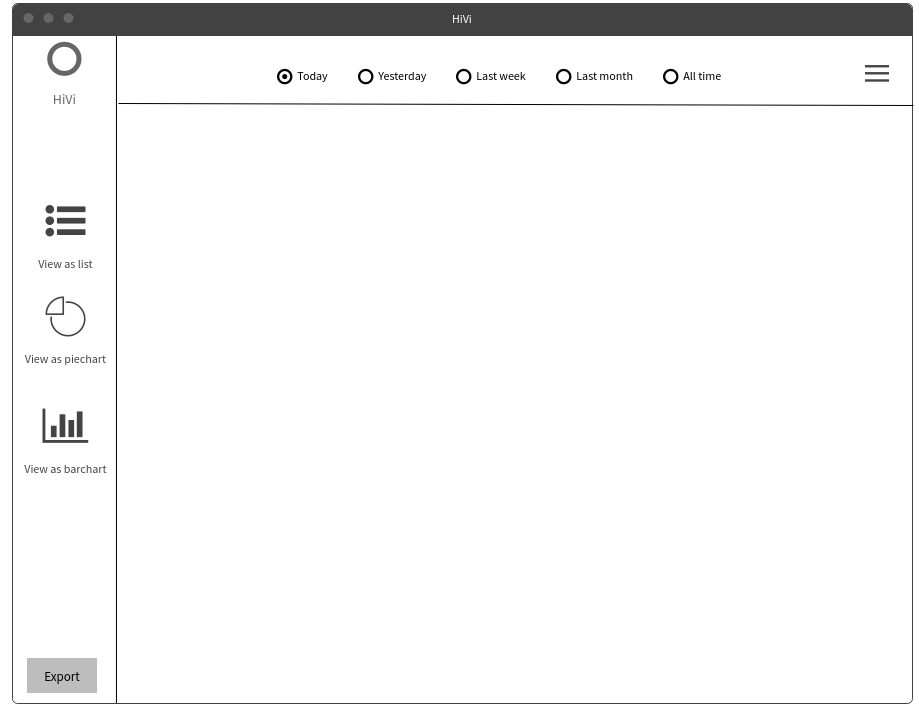 HiVi
HiVi
Today
Yesterday
Last week
Last month
All time
View as list
View as piechart
View as barchart
Export